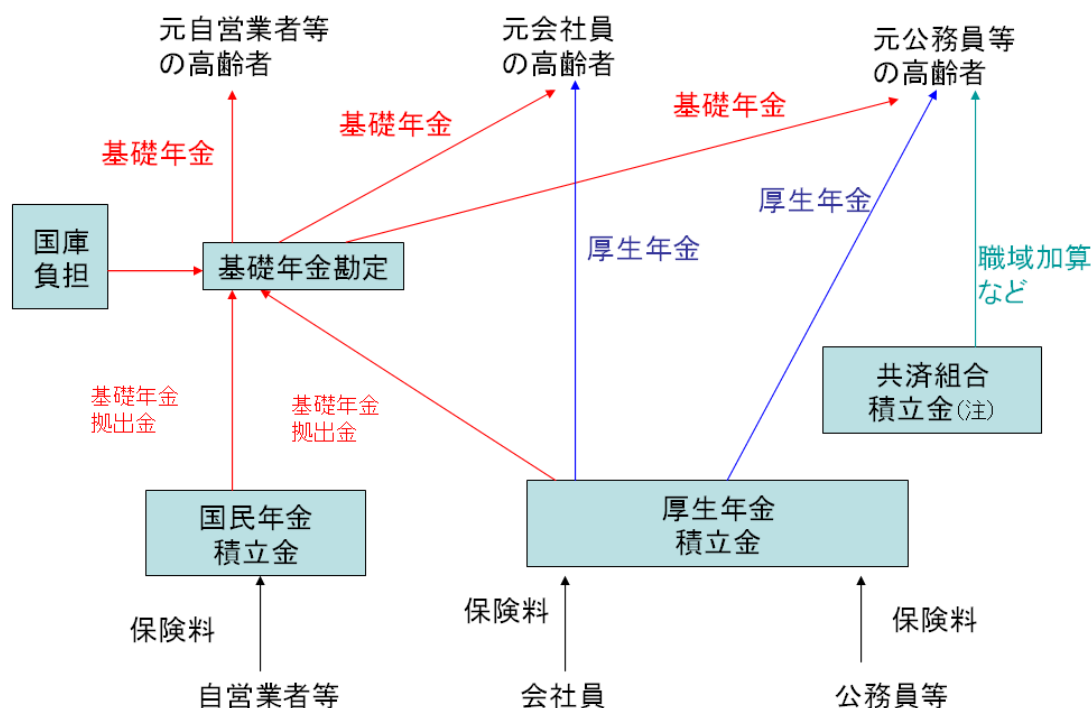 元自営業者等
の高齢者
元会社員
の高齢者
元公務員等
の高齢者
基礎年金
基礎年金
基礎年金
厚生年金
厚生年金
職域加算
など
国庫
負担
基礎年金勘定
共済組合
積立金(注)
基礎年金
拠出金
基礎年金
拠出金
国民年金
積立金
厚生年金
積立金
保険料
保険料
保険料
自営業者等
会社員
公務員等